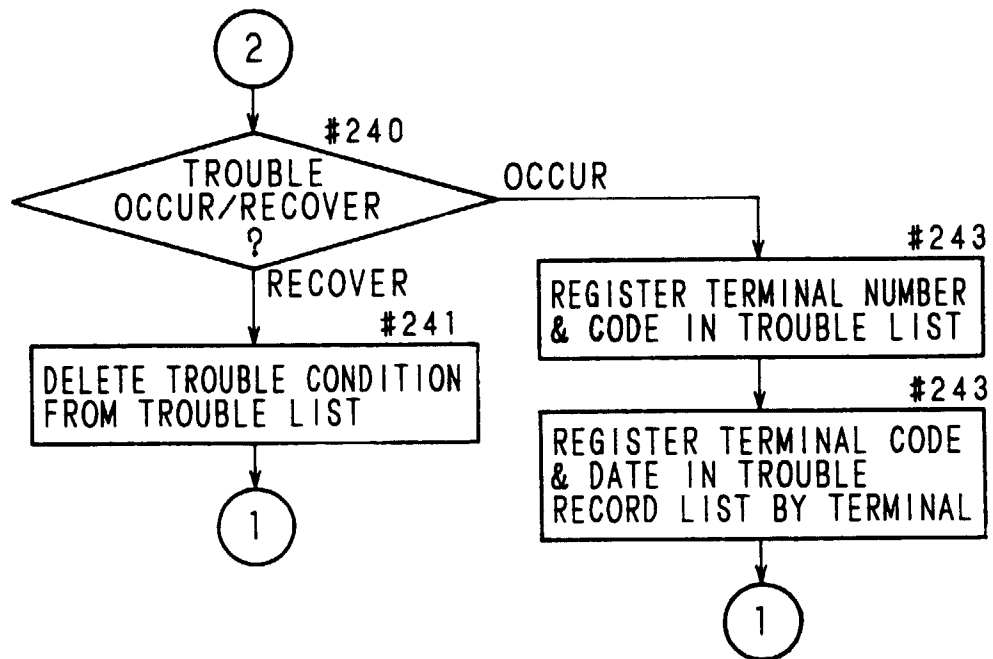 2
#240
TROUBLE
OCCUR/RECOVER
?
OCCUR
RECOVER
#241
DELETE TROUBLE CONDITION
FROM TROUBLE LIST
1
#243
REGISTER TERMINAL NUMBER
& CODE IN TROUBLE LIST
#243
REGISTER TERMINAL CODE
& DATE IN TROUBLE
RECORD LIST BY TERMINAL
1